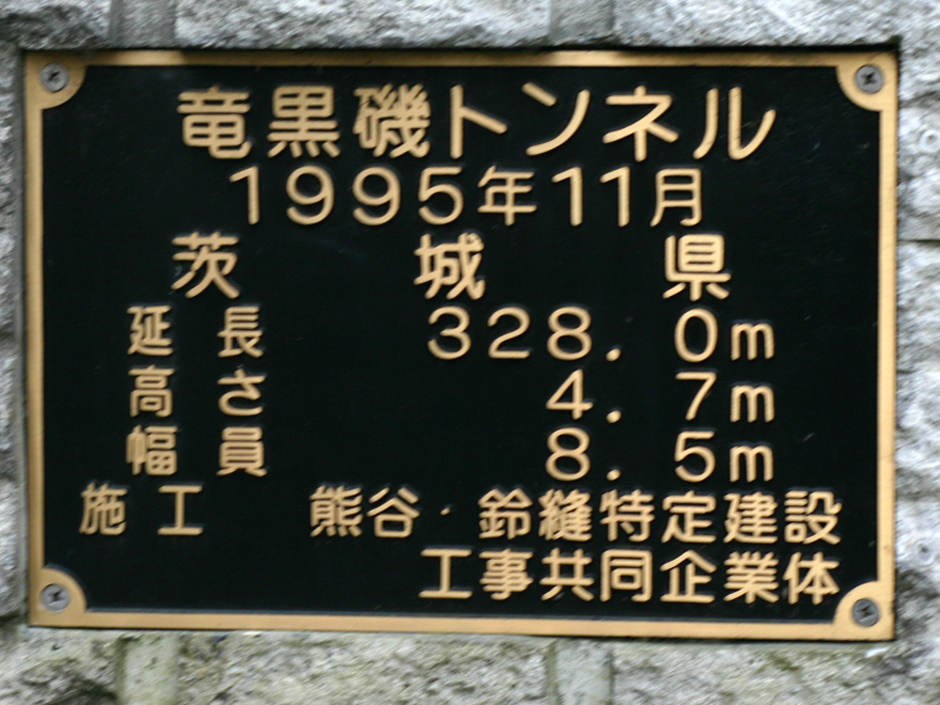 竜黒磯トンネル
1995年11月
茨城県
延長 328.0m
高さ 4.7m
幅員 8.5m
施工 熊谷・鈴縫特定建設
工事共同企業体